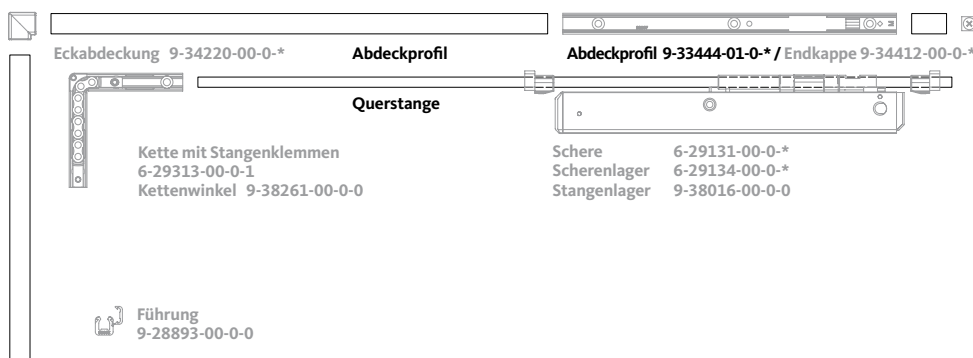 Eckabdeckung 9-34220-00-0-* Abdeckprofil Abdeckprofil 9-33444-01-0-* / Endkappe 9-34412-00-0-*
Querstange
Kette mit Stangenklemmen
6-29313-00-0-1
Kettenwinkel 9-38261-00-0-0
Schere 6-29131-00-0-*
Scherenlager 6-29134-00-0-*
Stangenlager 9-38016-00-0-0
Führung
9-28893-00-0-0